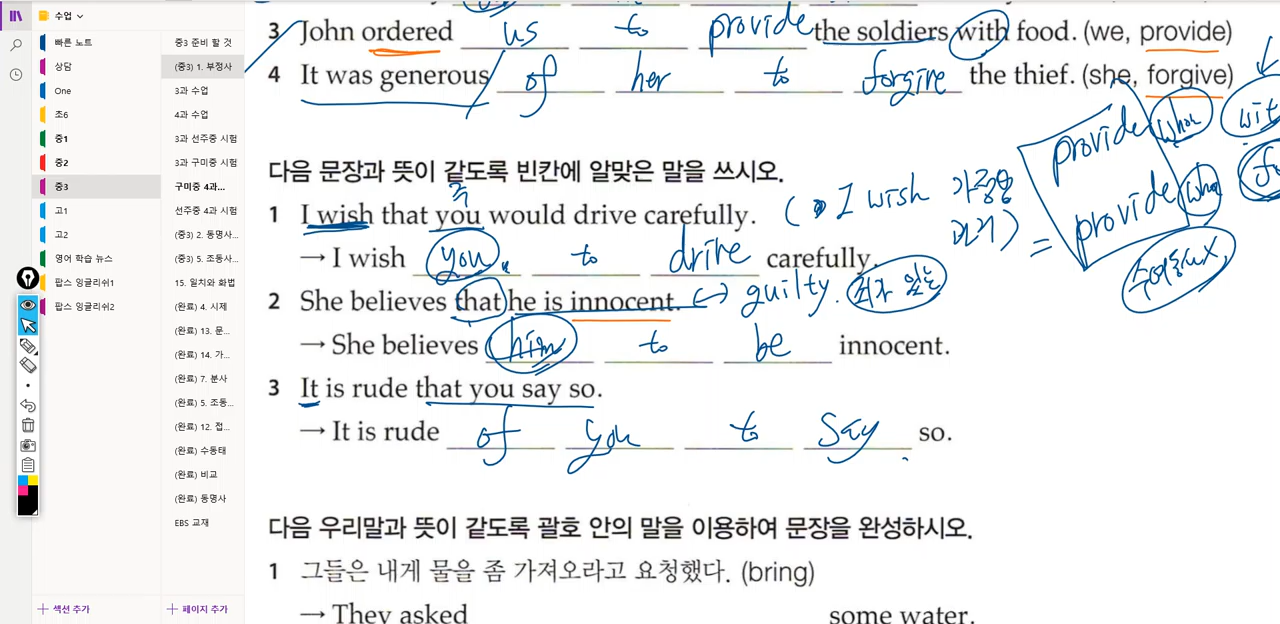 수업
빠른 노트
상담
One
초6
중1
중2
중3
고1
고2
영어 학습 뉴스
팝스 잉글리쉬1
팝스 잉글리쉬2
섹션 추가
중3 준비 할 것
(중3) 1. 부정사
3과 수업
4과 수업
3과 선주중 시험
3과 구미중 시험
구미중 4과...
선주중 4과 시험
(중3) 2. 동명사...
(중3) 5. 조동사...
15. 일치와 화법
(완료) 4. 시제
(완료) 13. 문...
(완료) 14. 가...
(완료) 7. 분사
(완료) 5. 조동...
(완료) 12. 접...
(완료) 수동태
(완료) 비교
(완료) 동명사
EBS 교재
페이지 추가
3 John ordered us to provide the soldiers with food. (we, provide)
4 It was generous of her to forgive the thief. (she, forgive)
provide
provide
다음 문장과 뜻이 같도록 빈칸에 알맞은 말을 쓰시오.
1 I wish that you would drive carefully. ( I wish 가정법
과거)
→ I wish you to drive carefully.
2 She believes that he is innocent. ↔ guilty. 죄가 있는
→ She believes him to be innocent.
3 It is rude that you say so.
→ It is rude of you to say so.
다음 우리말과 뜻이 같도록 괄호 안의 말을 이용하여 문장을 완성하시오.
1 그들은 내게 물을 좀 가져오라고 요청했다. (bring)
→ They asked some water.